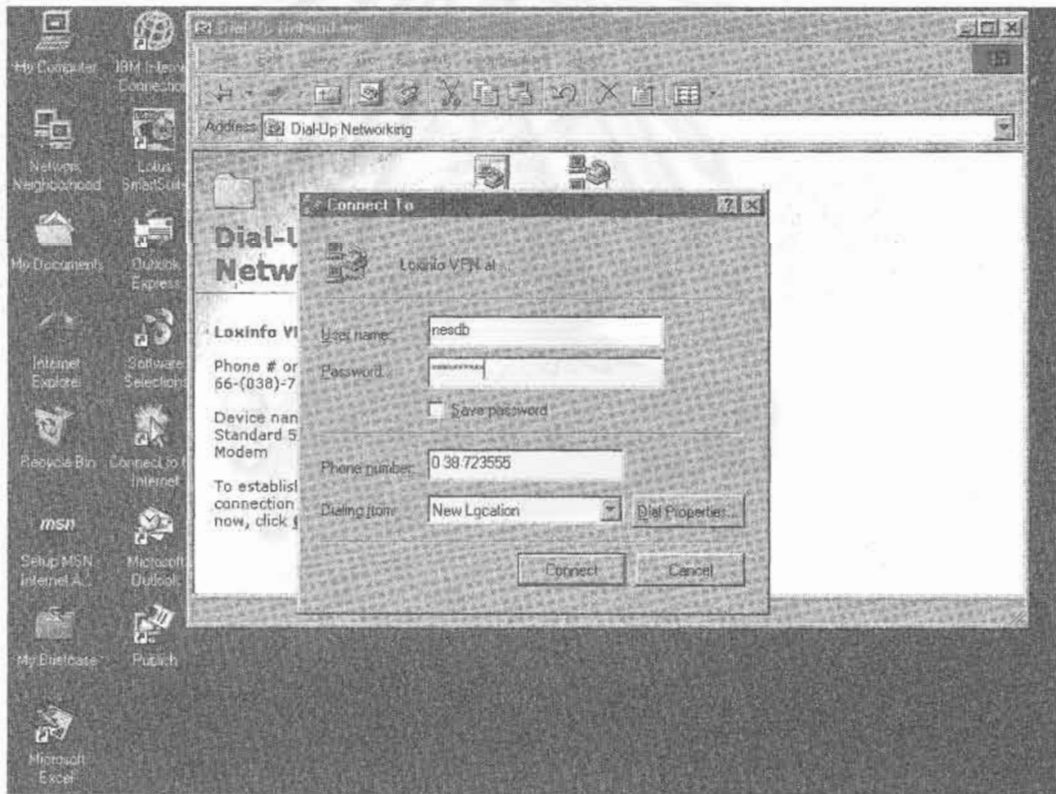 My Computer
Connection
Network
Neighborhood
Lotus
SmartSuite
My Documents
Outlook
Express
Internet
Explorer
Software
Selections
Recycle Bin
Connect to t
Internet
msn
Setup MSN
Internet A...
Microsoft
Outlook
My Briefcase
Publish
Microsoft
Excel
Address
Dial-Up Networking
Dial-U
Netw
Loxinfo VI
Phone # or
66-(038)-7
Device nan
Standard 5
Modem
To establis
connection
now, click
Connect To
Loxinfo VPN at
User name:
nesdb
Password:
Save password
Phone number:
0 38 723555
Dialing from:
New Location
Dial Properties...
Connect
Cancel